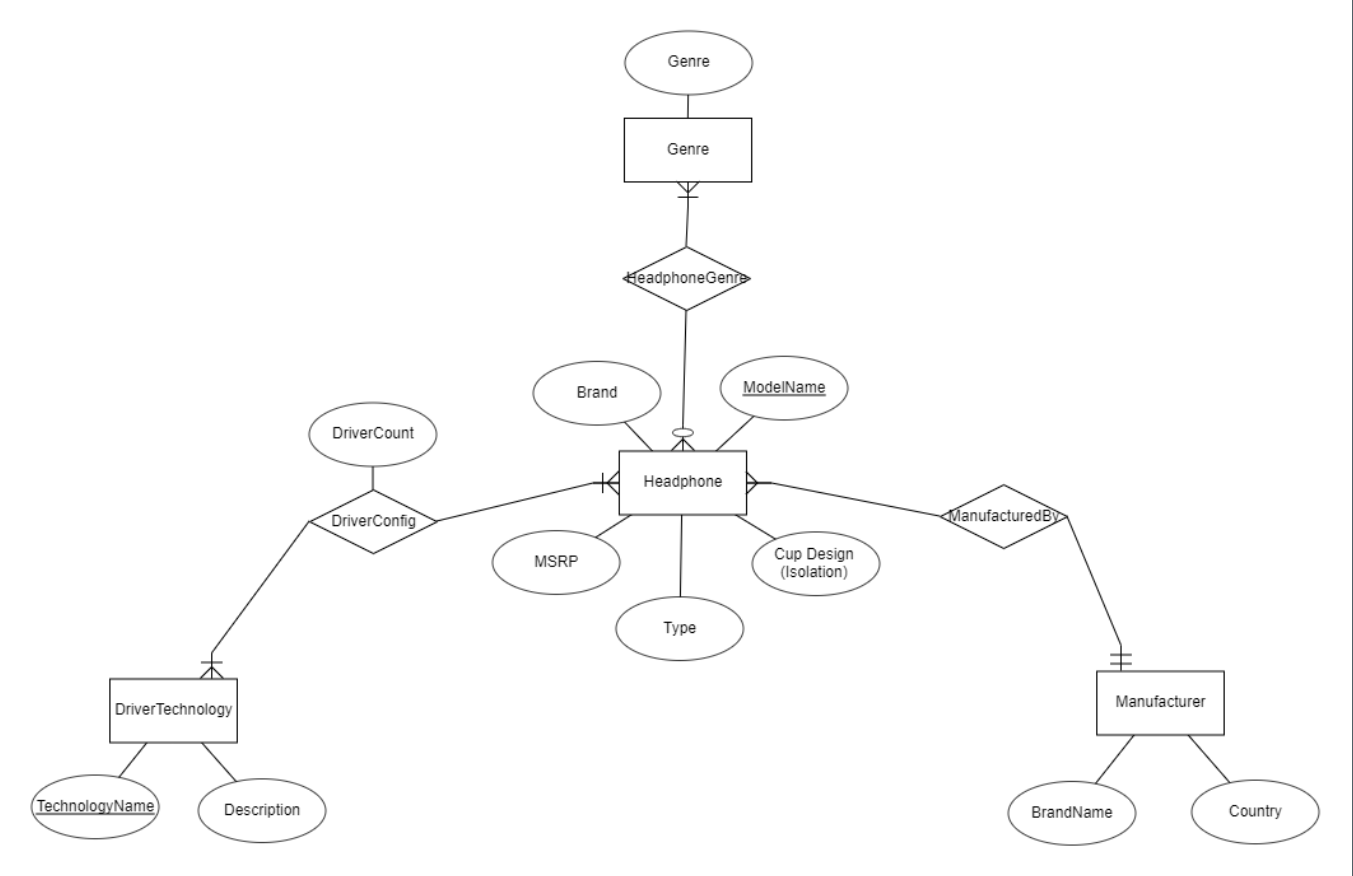 Genre
Genre
HeadphoneGenre
Brand
ModelName
DriverCount
Headphone
DriverConfig
ManufacturedBy
MSRP
Cup Design
(Isolation)
Type
DriverTechnology
Manufacturer
TechnologyName
Description
BrandName
Country